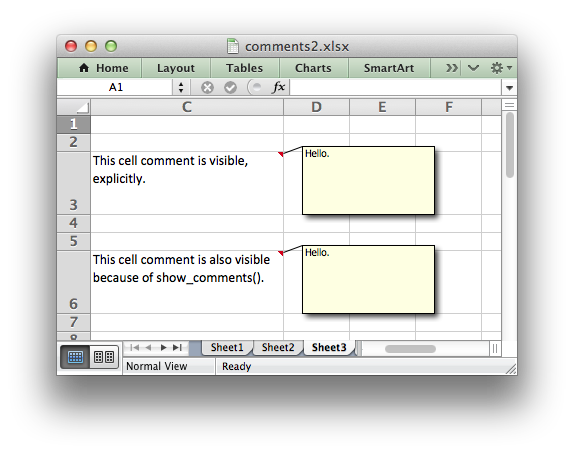 comments2.xlsx
Home Layout Tables Charts SmartArt
A1 fx
C D E F
1
2
This cell comment is visible, Hello.
explicitly.
3
4
5
This cell comment is also visible Hello.
because of show_comments().
6
7
8
Sheet1 Sheet2 Sheet3
Normal View Ready